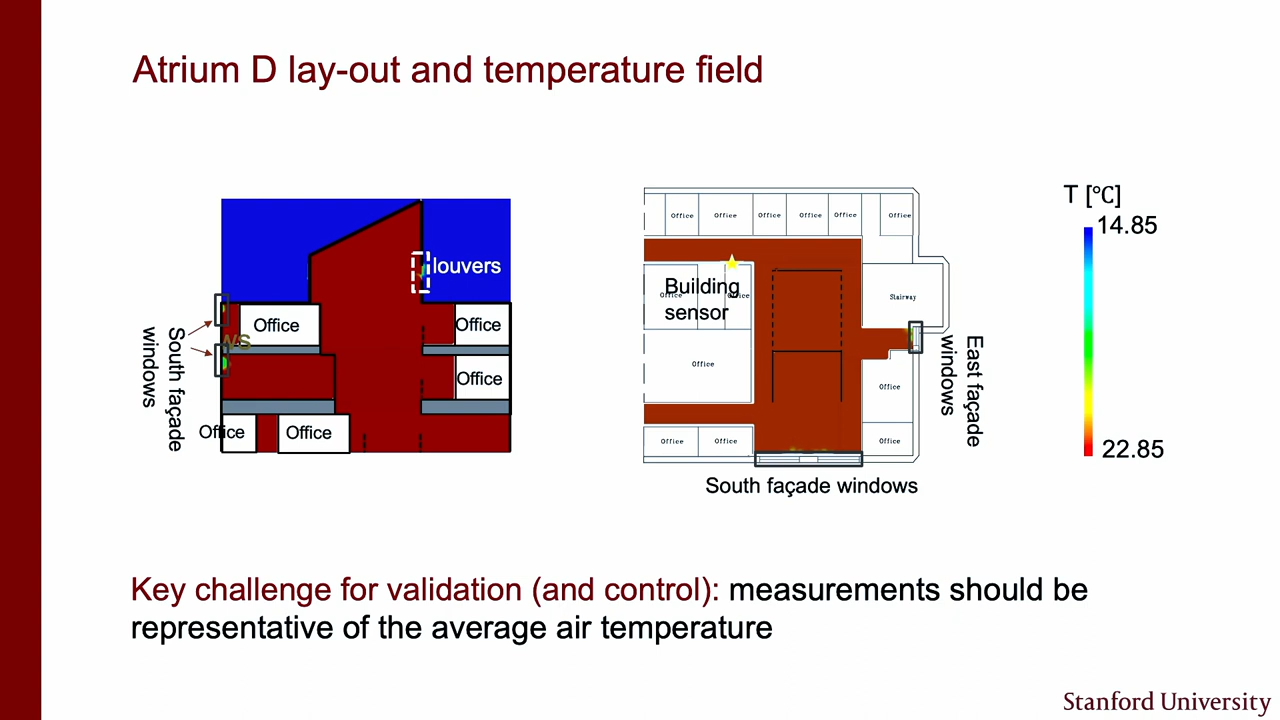 Atrium D lay-out and temperature field
louvers
Office
Office
Office
Office
Office
South façade
windows
WS
Office
Office
Office
Office
Office
Office
Building
sensor
Office
Office
Stairway
Office
Office
Office
Office
Office
East façade
windows
South façade windows
T [°C]
14.85
22.85
Key challenge for validation (and control): measurements should be
representative of the average air temperature
Stanford University